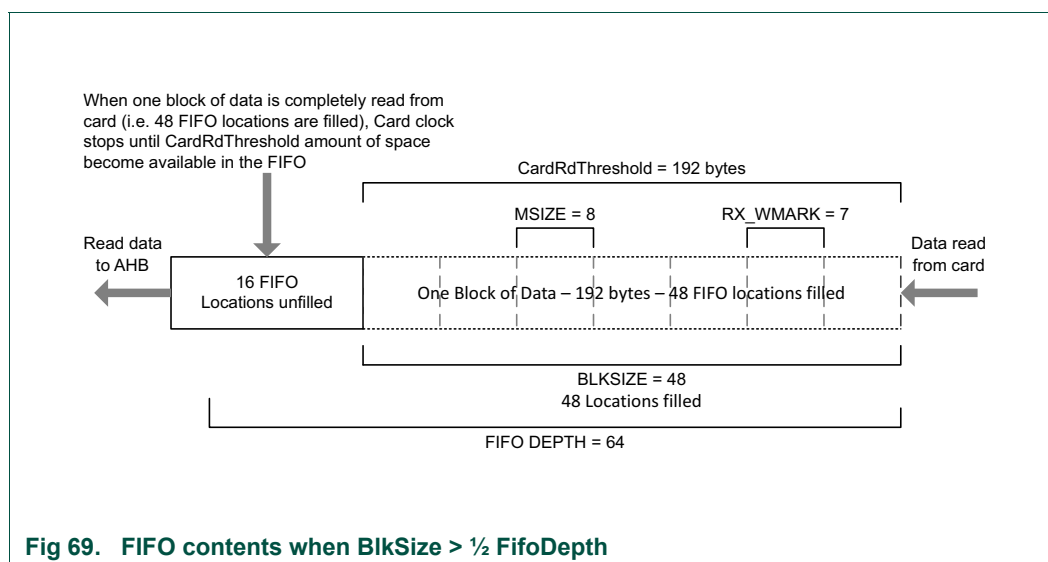 When one block of data is completely read from
card (i.e. 48 FIFO locations are filled), Card clock
stops until CardRdThreshold amount of space
become available in the FIFO
CardRdThreshold = 192 bytes
MSIZE = 8
RX_WMARK = 7
Read data
to AHB
16 FIFO
Locations unfilled
One Block of Data – 192 bytes – 48 FIFO locations filled
Data read
from card
BLKSIZE = 48
48 Locations filled
FIFO DEPTH = 64
Fig 69. FIFO contents when BlkSize > ½ FifoDepth